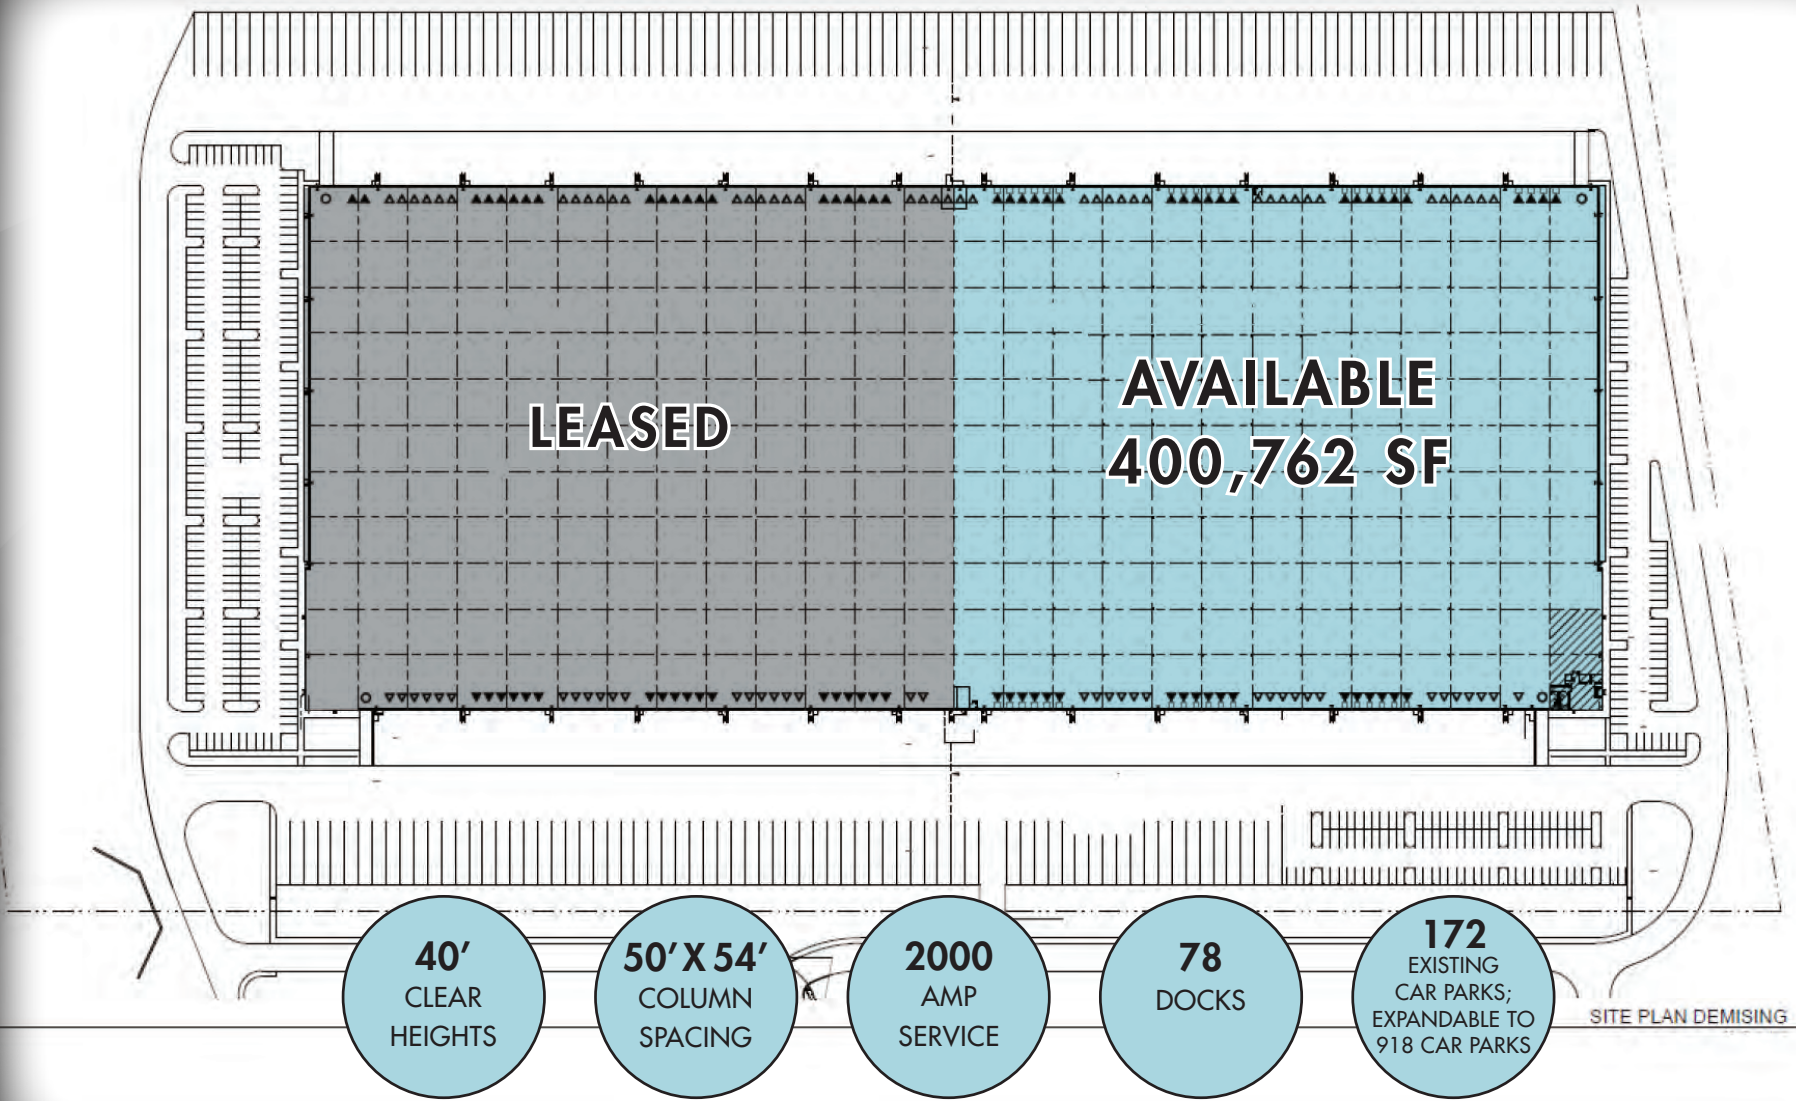 LEASED
AVAILABLE
400,762 SF
40'
CLEAR
HEIGHTS
50' X 54'
COLUMN
SPACING
2000
AMP
SERVICE
78
DOCKS
172
EXISTING
CAR PARKS;
EXPANDABLE TO
918 CAR PARKS
SITE PLAN DEMISING